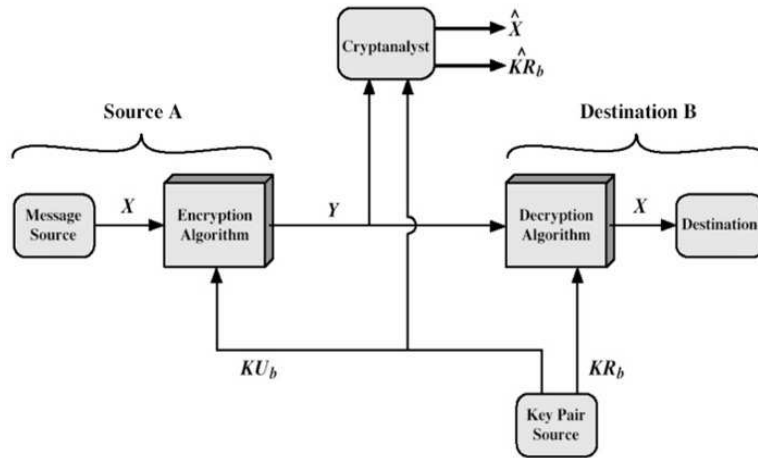 X̂
Cryptanalyst
K̂R_b
Source A
Destination B
Message
Source
X
Encryption
Algorithm
Y
Decryption
Algorithm
X
Destination
KU_b
KR_b
Key Pair
Source